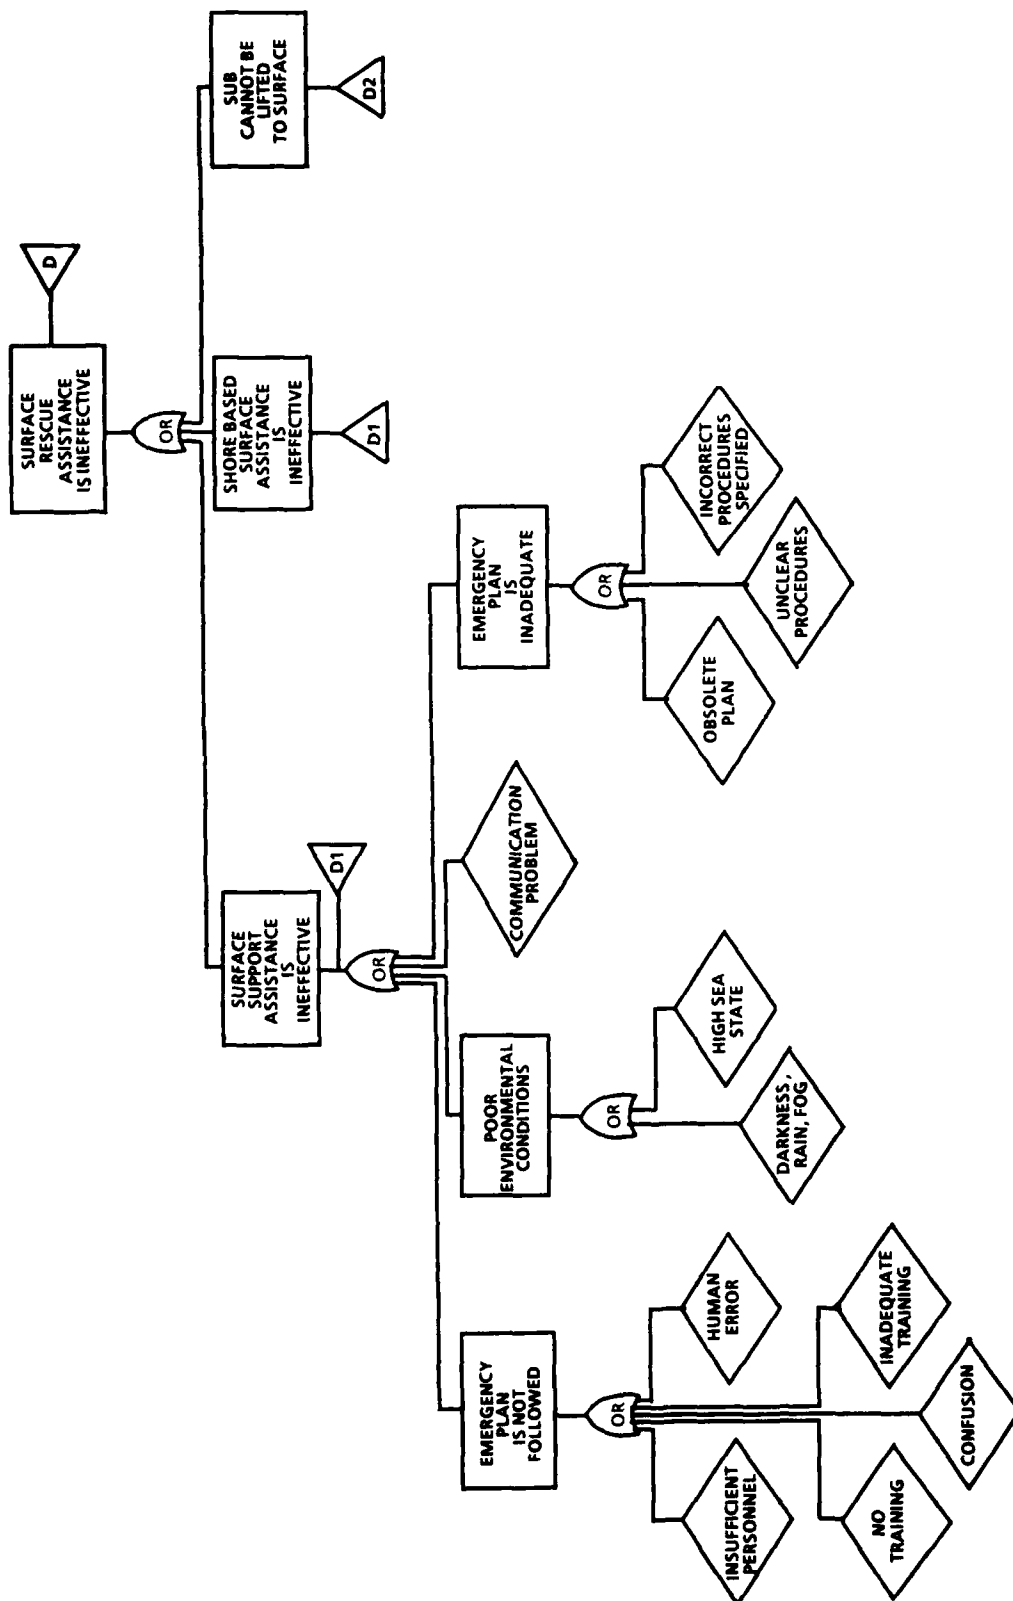 SURFACE
RESCUE
ASSISTANCE
IS INEFFECTIVE
D
OR
SURFACE
SUPPORT
ASSISTANCE
IS
INEFFECTIVE
D1
SHORE BASED
SURFACE
ASSISTANCE
IS
INEFFECTIVE
D1
SUB
CANNOT BE
LIFTED
TO SURFACE
D2
OR
EMERGENCY
PLAN
IS NOT
FOLLOWED
POOR
ENVIRONMENTAL
CONDITIONS
COMMUNICATION
PROBLEM
EMERGENCY
PLAN
IS
INADEQUATE
OR
INSUFFICIENT
PERSONNEL
HUMAN
ERROR
NO
TRAINING
CONFUSION
INADEQUATE
TRAINING
OR
DARKNESS,
RAIN, FOG
HIGH SEA
STATE
OR
OBSOLETE
PLAN
UNCLEAR
PROCEDURES
INCORRECT
PROCEDURES
SPECIFIED